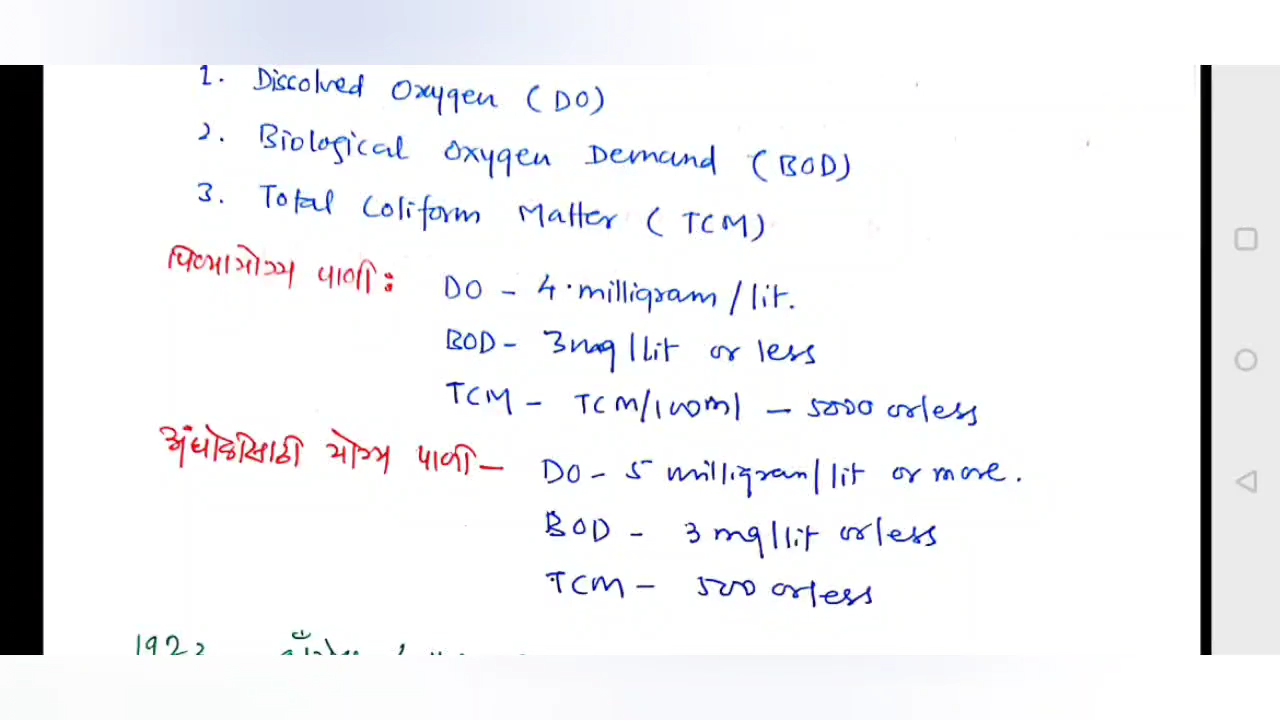 1. Discolved Oxygen (DO)
2. Biological Oxygen Demand (BOD)
3. Total Coliform Matter (TCM)
पिण्यायोग्य पाणी : DO - 4 milligram/lit.
BOD - 3mg/lit or less
TCM - TCM/100ml - 5000 or less
अंघोळीसाठी योग्य पाणी - DO - 5 milligram/lit or more.
BOD - 3 mg/lit or less
TCM - 500 or less